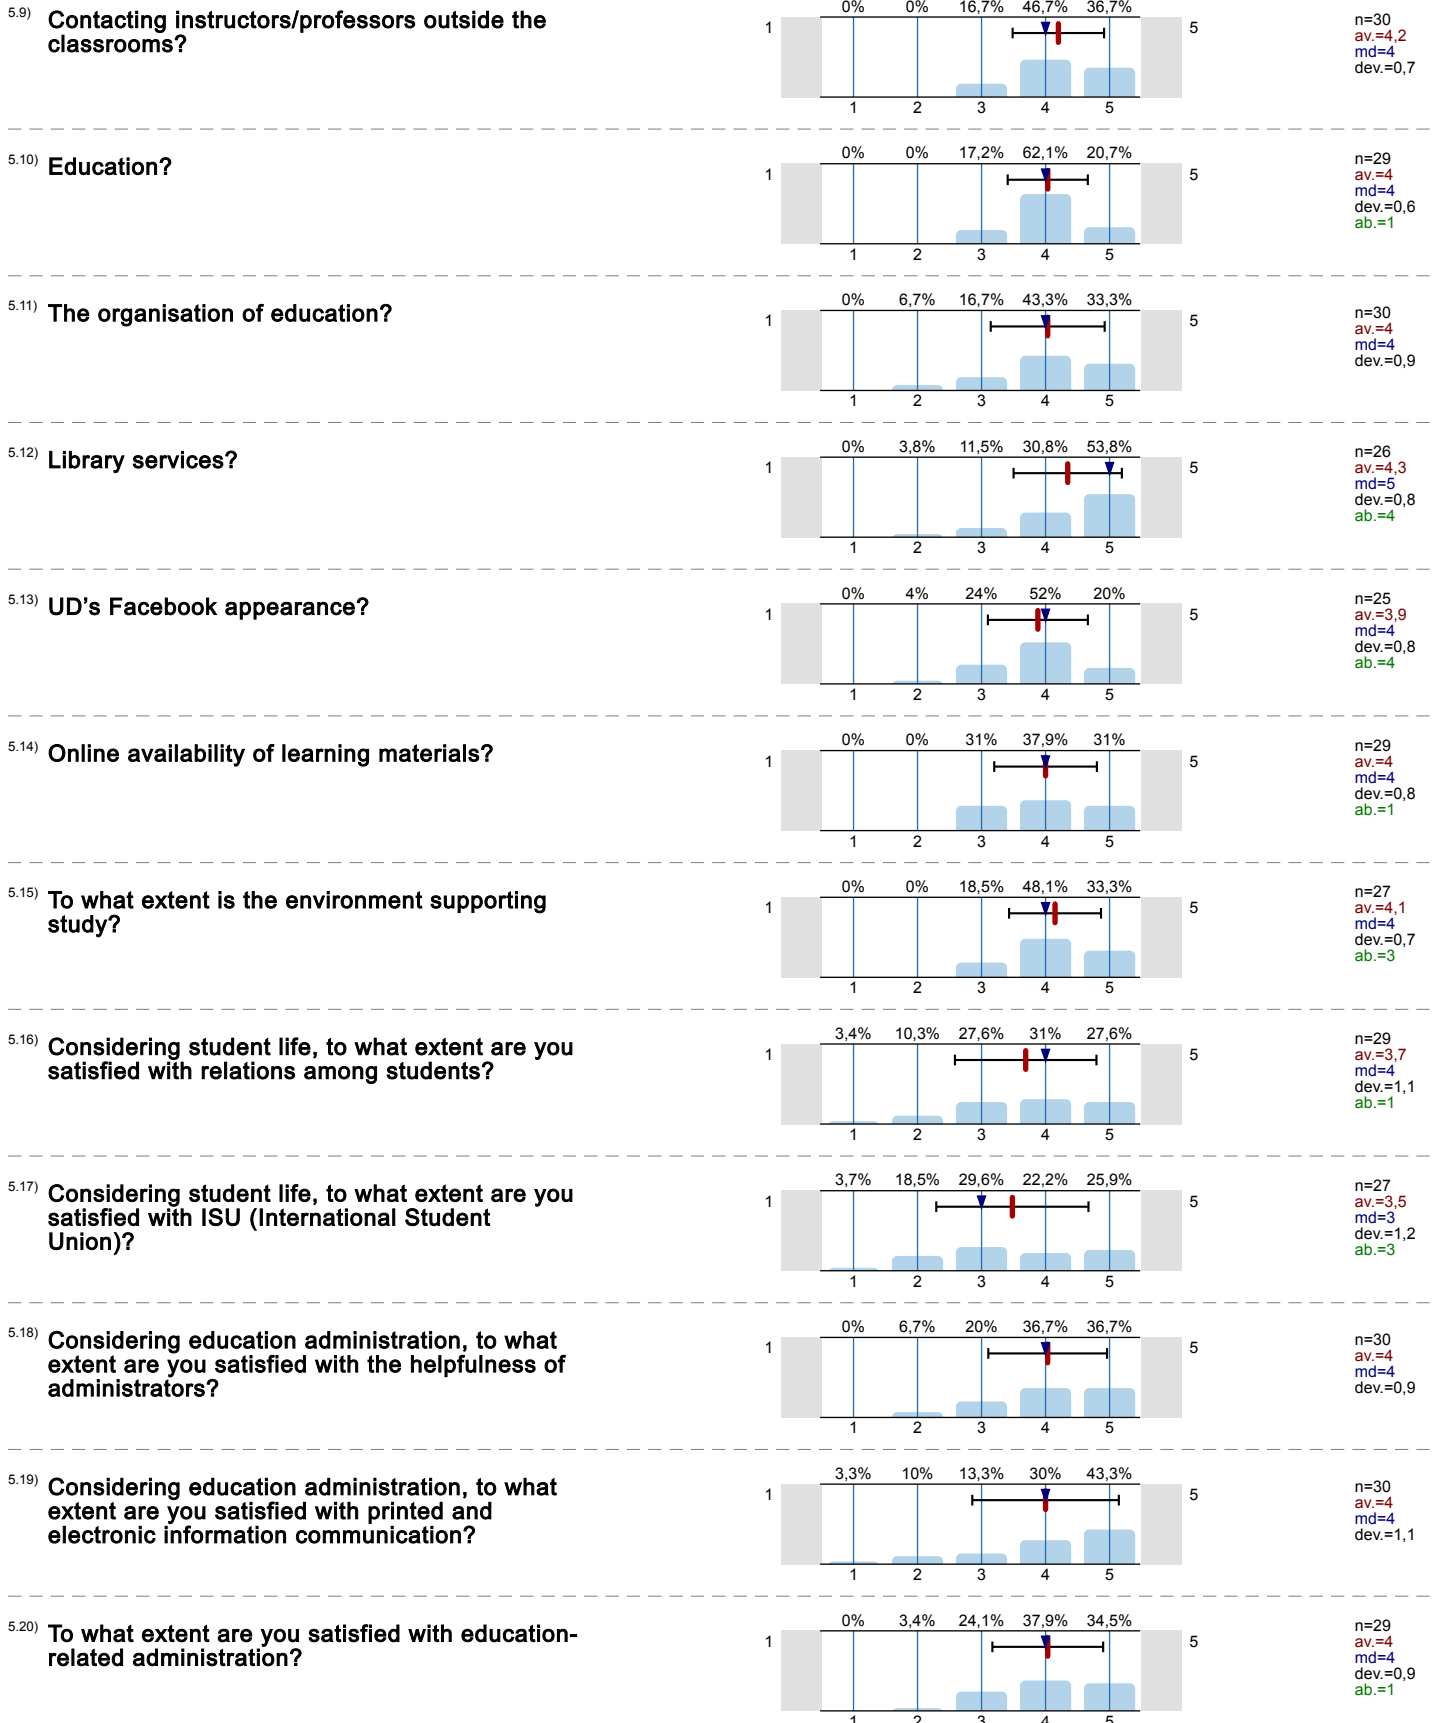 5.9) Contacting instructors/professors outside the
classrooms?
0% 0% 16,7% 46,7% 36,7%
1 5
1 2 3 4 5
n=30
av.=4,2
md=4
dev.=0,7
5.10) Education?
0% 0% 17,2% 62,1% 20,7%
1 5
1 2 3 4 5
n=29
av.=4
md=4
dev.=0,6
ab.=1
5.11) The organisation of education?
0% 6,7% 16,7% 43,3% 33,3%
1 5
1 2 3 4 5
n=30
av.=4
md=4
dev.=0,9
5.12) Library services?
0% 3,8% 11,5% 30,8% 53,8%
1 5
1 2 3 4 5
n=26
av.=4,3
md=5
dev.=0,8
ab.=4
5.13) UD’s Facebook appearance?
0% 4% 24% 52% 20%
1 5
1 2 3 4 5
n=25
av.=3,9
md=4
dev.=0,8
ab.=4
5.14) Online availability of learning materials?
0% 0% 31% 37,9% 31%
1 5
1 2 3 4 5
n=29
av.=4
md=4
dev.=0,8
ab.=1
5.15) To what extent is the environment supporting
study?
0% 0% 18,5% 48,1% 33,3%
1 5
1 2 3 4 5
n=27
av.=4,1
md=4
dev.=0,7
ab.=3
5.16) Considering student life, to what extent are you
satisfied with relations among students?
3,4% 10,3% 27,6% 31% 27,6%
1 5
1 2 3 4 5
n=29
av.=3,7
md=4
dev.=1,1
ab.=1
5.17) Considering student life, to what extent are you
satisfied with ISU (International Student
Union)?
3,7% 18,5% 29,6% 22,2% 25,9%
1 5
1 2 3 4 5
n=27
av.=3,5
md=3
dev.=1,2
ab.=3
5.18) Considering education administration, to what
extent are you satisfied with the helpfulness of
administrators?
0% 6,7% 20% 36,7% 36,7%
1 5
1 2 3 4 5
n=30
av.=4
md=4
dev.=0,9
5.19) Considering education administration, to what
extent are you satisfied with printed and
electronic information communication?
3,3% 10% 13,3% 30% 43,3%
1 5
1 2 3 4 5
n=30
av.=4
md=4
dev.=1,1
5.20) To what extent are you satisfied with education-
related administration?
0% 3,4% 24,1% 37,9% 34,5%
1 5
1 2 3 4 5
n=29
av.=4
md=4
dev.=0,9
ab.=1